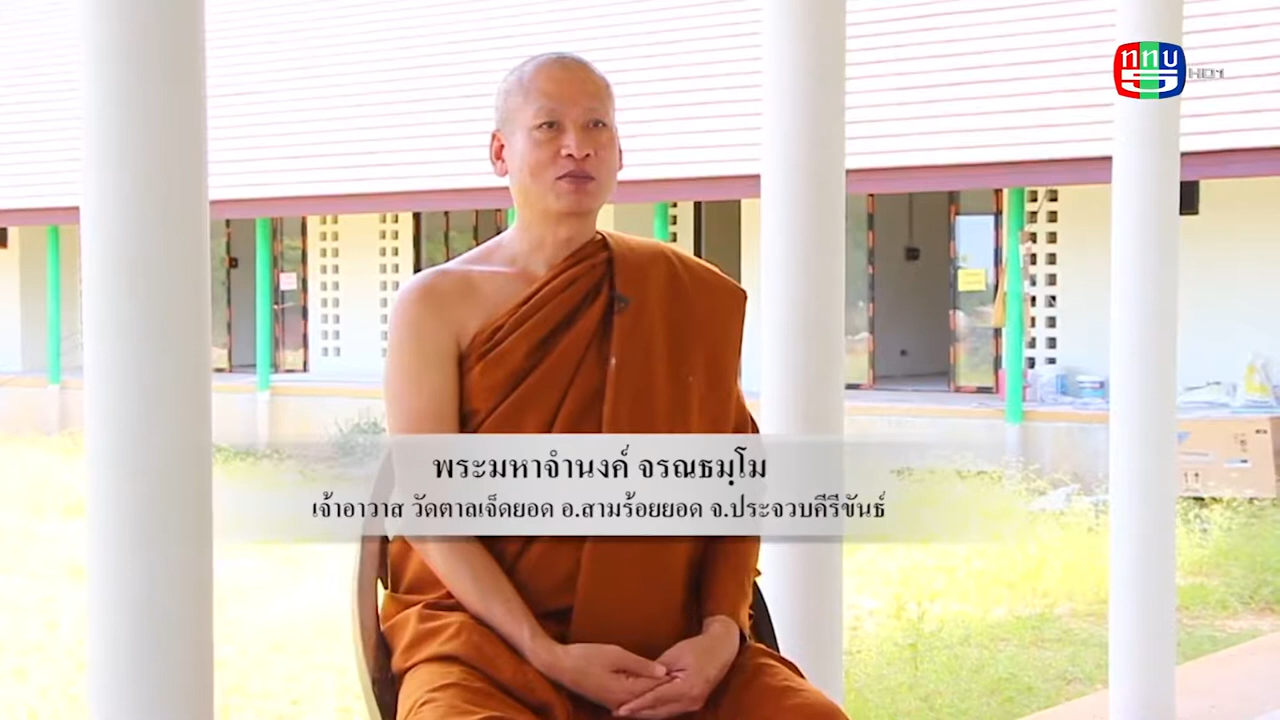 ททบ
5 HD1
พระมหาจำนงค์ จรณธมฺโม
เจ้าอาวาส วัดตาลเจ็ดยอด อ.สามร้อยยอด จ.ประจวบคีรีขันธ์